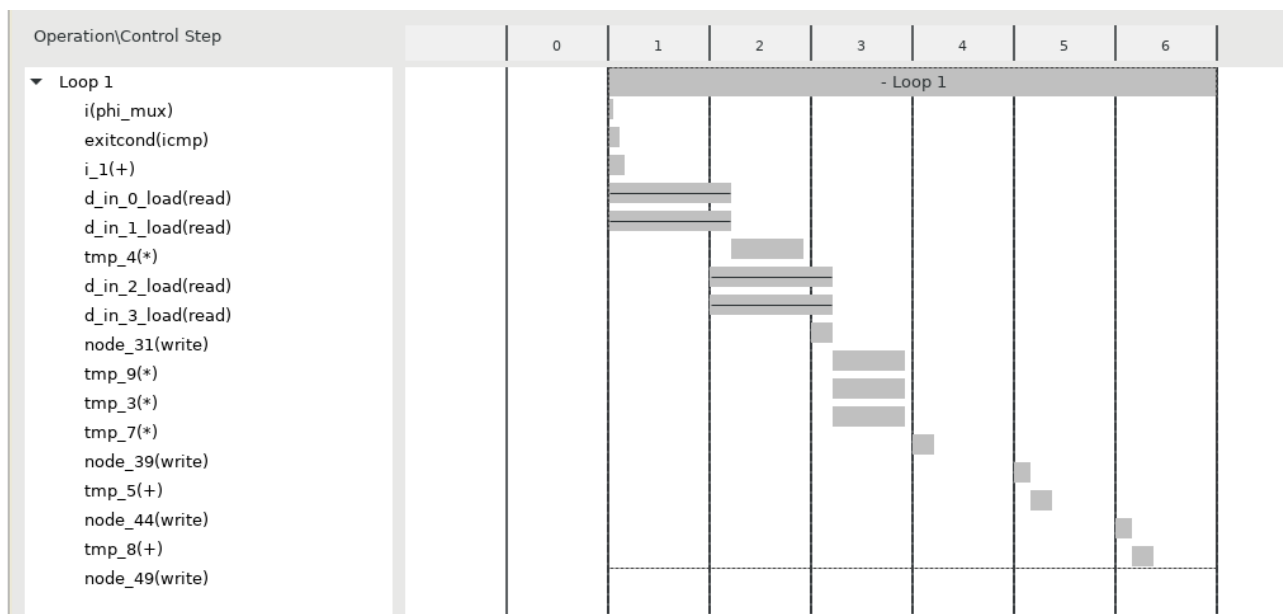 Operation\Control Step
0 1 2 3 4 5 6
Loop 1
- Loop 1
i(phi_mux)
exitcond(icmp)
i_1(+)
d_in_0_load(read)
d_in_1_load(read)
tmp_4(*)
d_in_2_load(read)
d_in_3_load(read)
node_31(write)
tmp_9(*)
tmp_3(*)
tmp_7(*)
node_39(write)
tmp_5(+)
node_44(write)
tmp_8(+)
node_49(write)